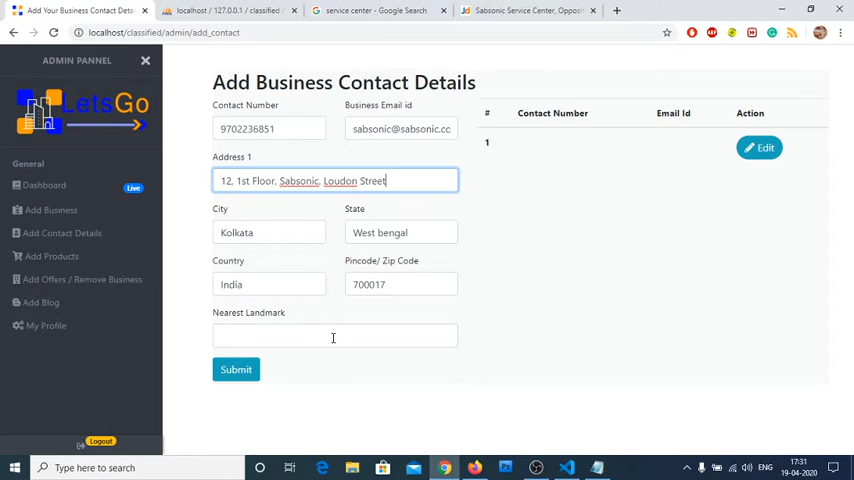 Add Your Business Contact Deta
localhost / 127.0.0.1 / classified /
service center - Google Search
Sabsonic Service Center, Opposit
localhost/classified/admin/add_contact
ADMIN PANNEL
LetsGo
General
Dashboard
Live
Add Business
Add Contact Details
Add Products
Add Offers / Remove Business
Add Blog
My Profile
Logout
Add Business Contact Details
Contact Number
Business Email id
9702236851
sabsonic@sabsonic.cc
Address 1
12, 1st Floor, Sabsonic, Loudon Street
City
State
Kolkata
West bengal
Country
Pincode/ Zip Code
India
700017
Nearest Landmark
Submit
#
Contact Number
Email Id
Action
1
Edit
Type here to search
ENG
17:31
19-04-2020